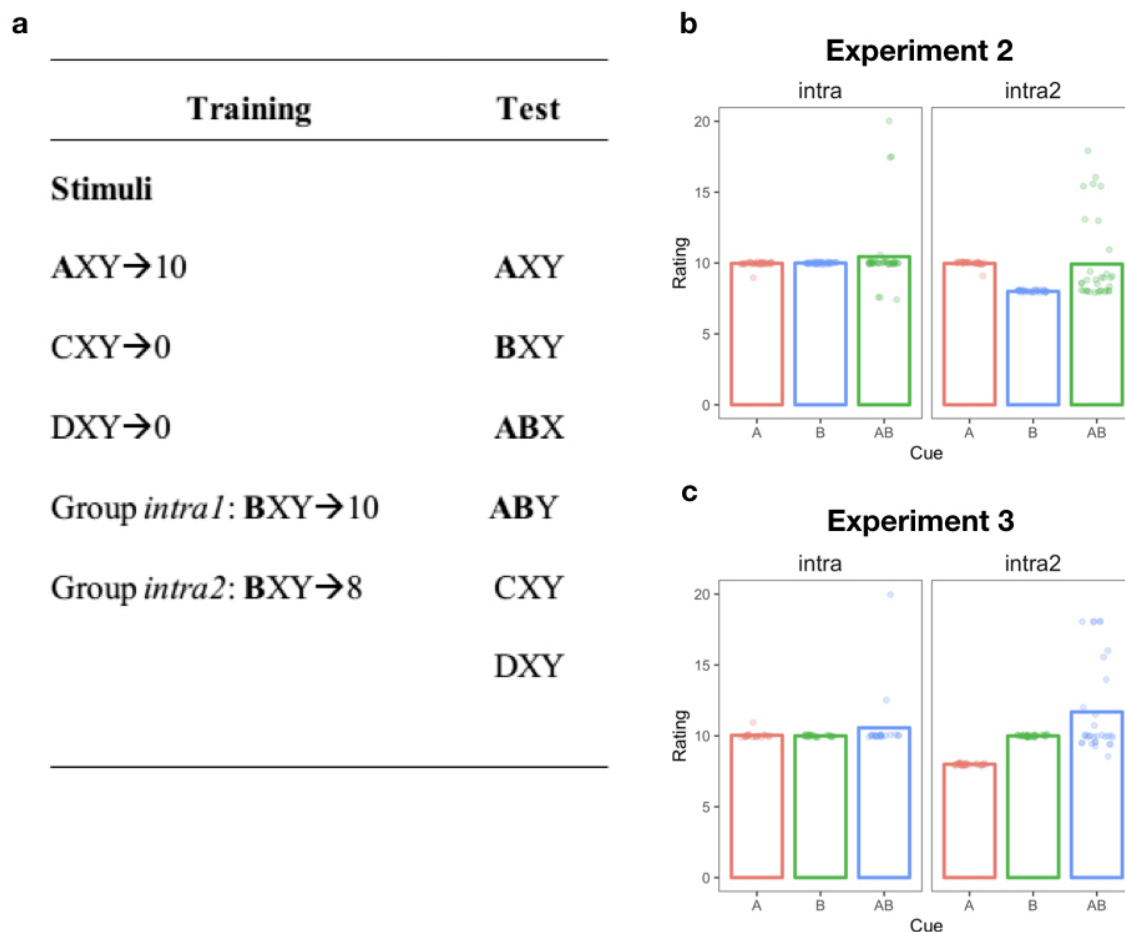 a
Training Test
Stimuli
AXY→10 AXY
CXY→0 BXY
DXY→0 ABX
Group intra1: BXY→10 ABY
Group intra2: BXY→8 CXY
DXY
b
Experiment 2
intra intra2
20
15
10
5
0
Rating
A B AB A B AB
Cue
c
Experiment 3
intra intra2
20
15
10
5
0
Rating
A B AB A B AB
Cue